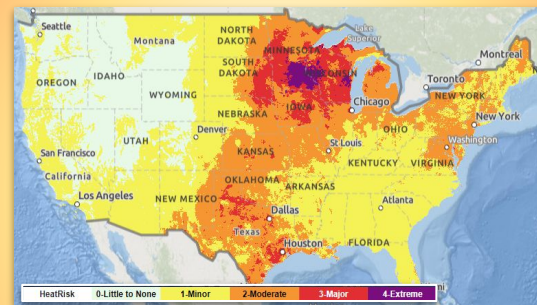 Seattle
Montana
NORTH
DAKOTA
MINNESOTA
Lake
Superior
Montreal
OREGON
IDAHO
SOUTH
DAKOTA
WISCONSIN
Toronto
WYOMING
IOWA
Chicago
NEW YORK
NEBRASKA
New York
UTAH
Denver
OHIO
San Francisco
KANSAS
St Louis
Washington
California
KENTUCKY
VIRGINIA
Los Angeles
NEW MEXICO
OKLAHOMA
ARKANSAS
Atlanta
Dallas
Texas
Houston
FLORIDA
HeatRisk 0-Little to None 1-Minor 2-Moderate 3-Major 4-Extreme